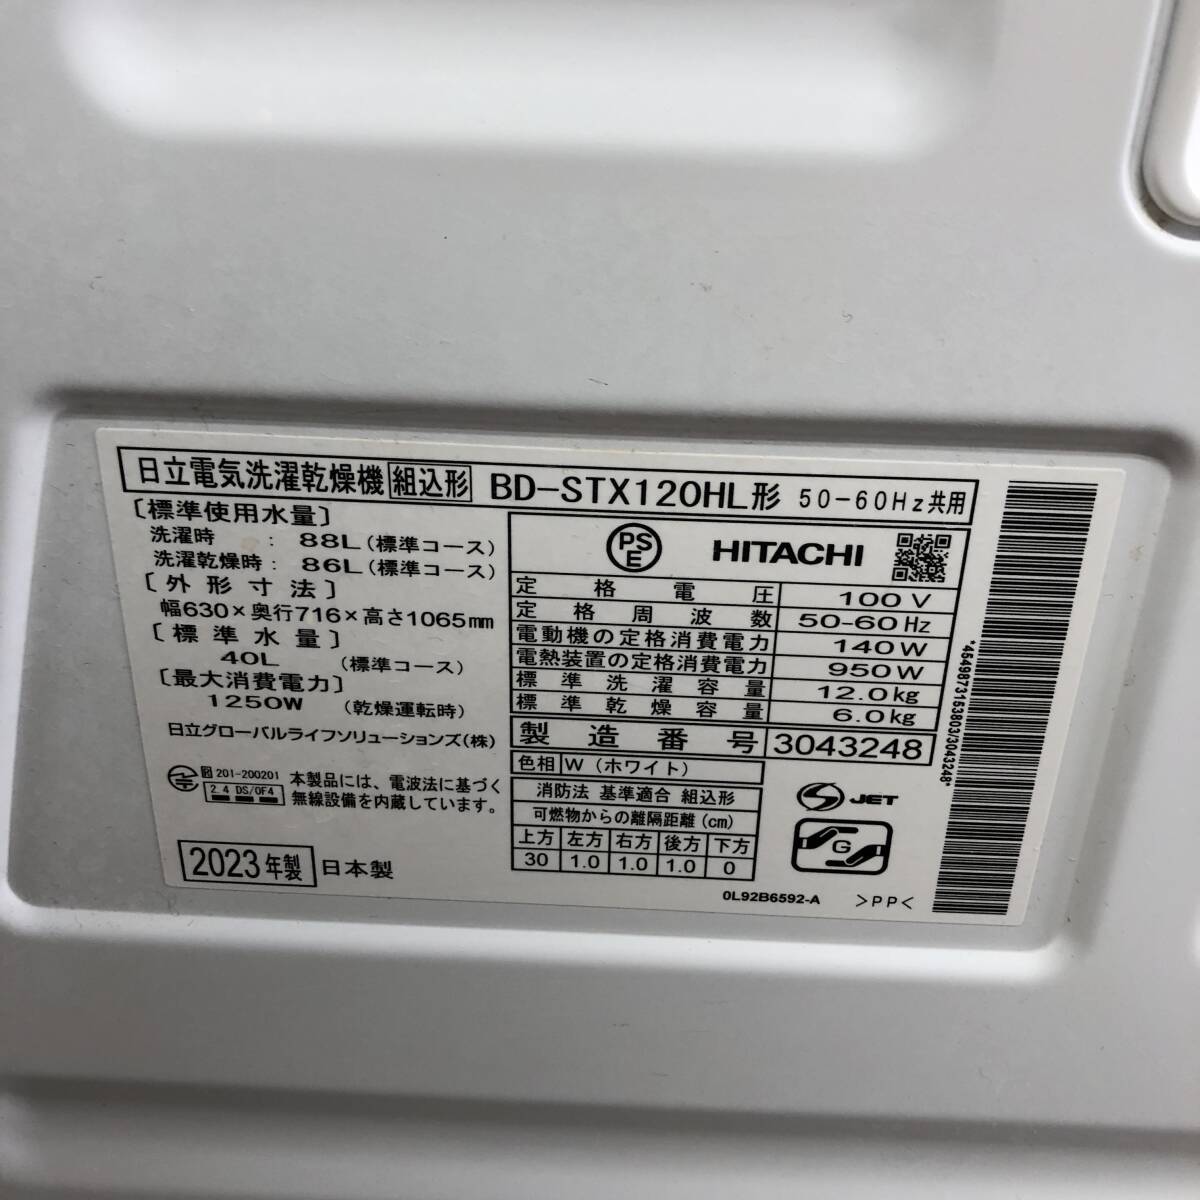 日立電気洗濯乾燥機 組込形 BD-STX120HL形 50-60Hz共用
〔標準使用水量〕
洗濯時 : 88L(標準コース)
洗濯乾燥時: 86L(標準コース)
〔外形寸法〕
幅630×奥行716×高さ1065mm
〔標準水量〕
40L (標準コース)
〔最大消費電力〕
1250W (乾燥運転時)
日立グローバルライフソリューションズ(株)
R 201-200201
2.4 DS/OF4
本製品には、電波法に基づく
無線設備を内蔵しています。
2023年製 日本製
PS
E
HITACHI
定格電圧 100V
定格周波数 50-60Hz
電動機の定格消費電力 140W
電熱装置の定格消費電力 950W
標準洗濯容量 12.0kg
標準乾燥容量 6.0kg
製造番号 3043248
色相 W(ホワイト)
消防法 基準適合 組込形
可燃物からの離隔距離(cm)
上方 左方 右方 後方 下方
30 1.0 1.0 1.0 0
S JET
G
0L92B6592-A >PP<
*4549873163803/3043248*